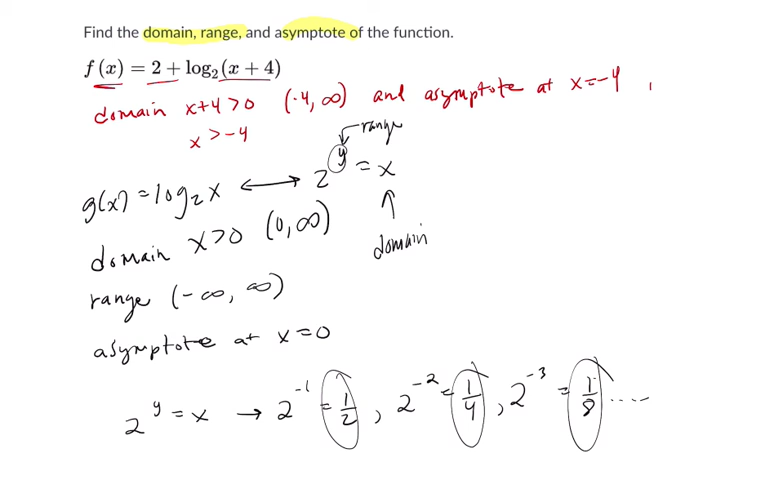 Find the domain, range, and asymptote of the function.
f (x) = 2 + log₂(x + 4)
domain x+4>0 (-4, ∞) and asymptote at x=-4
x > -4
range
g(x) = log₂x ⟷ 2^y = x
domain x>0 (0, ∞)
domain
range (-∞, ∞)
asymptote at x=0
2^y = x → 2^-1 = 1/2, 2^-2 = 1/4, 2^-3 = 1/8 ....